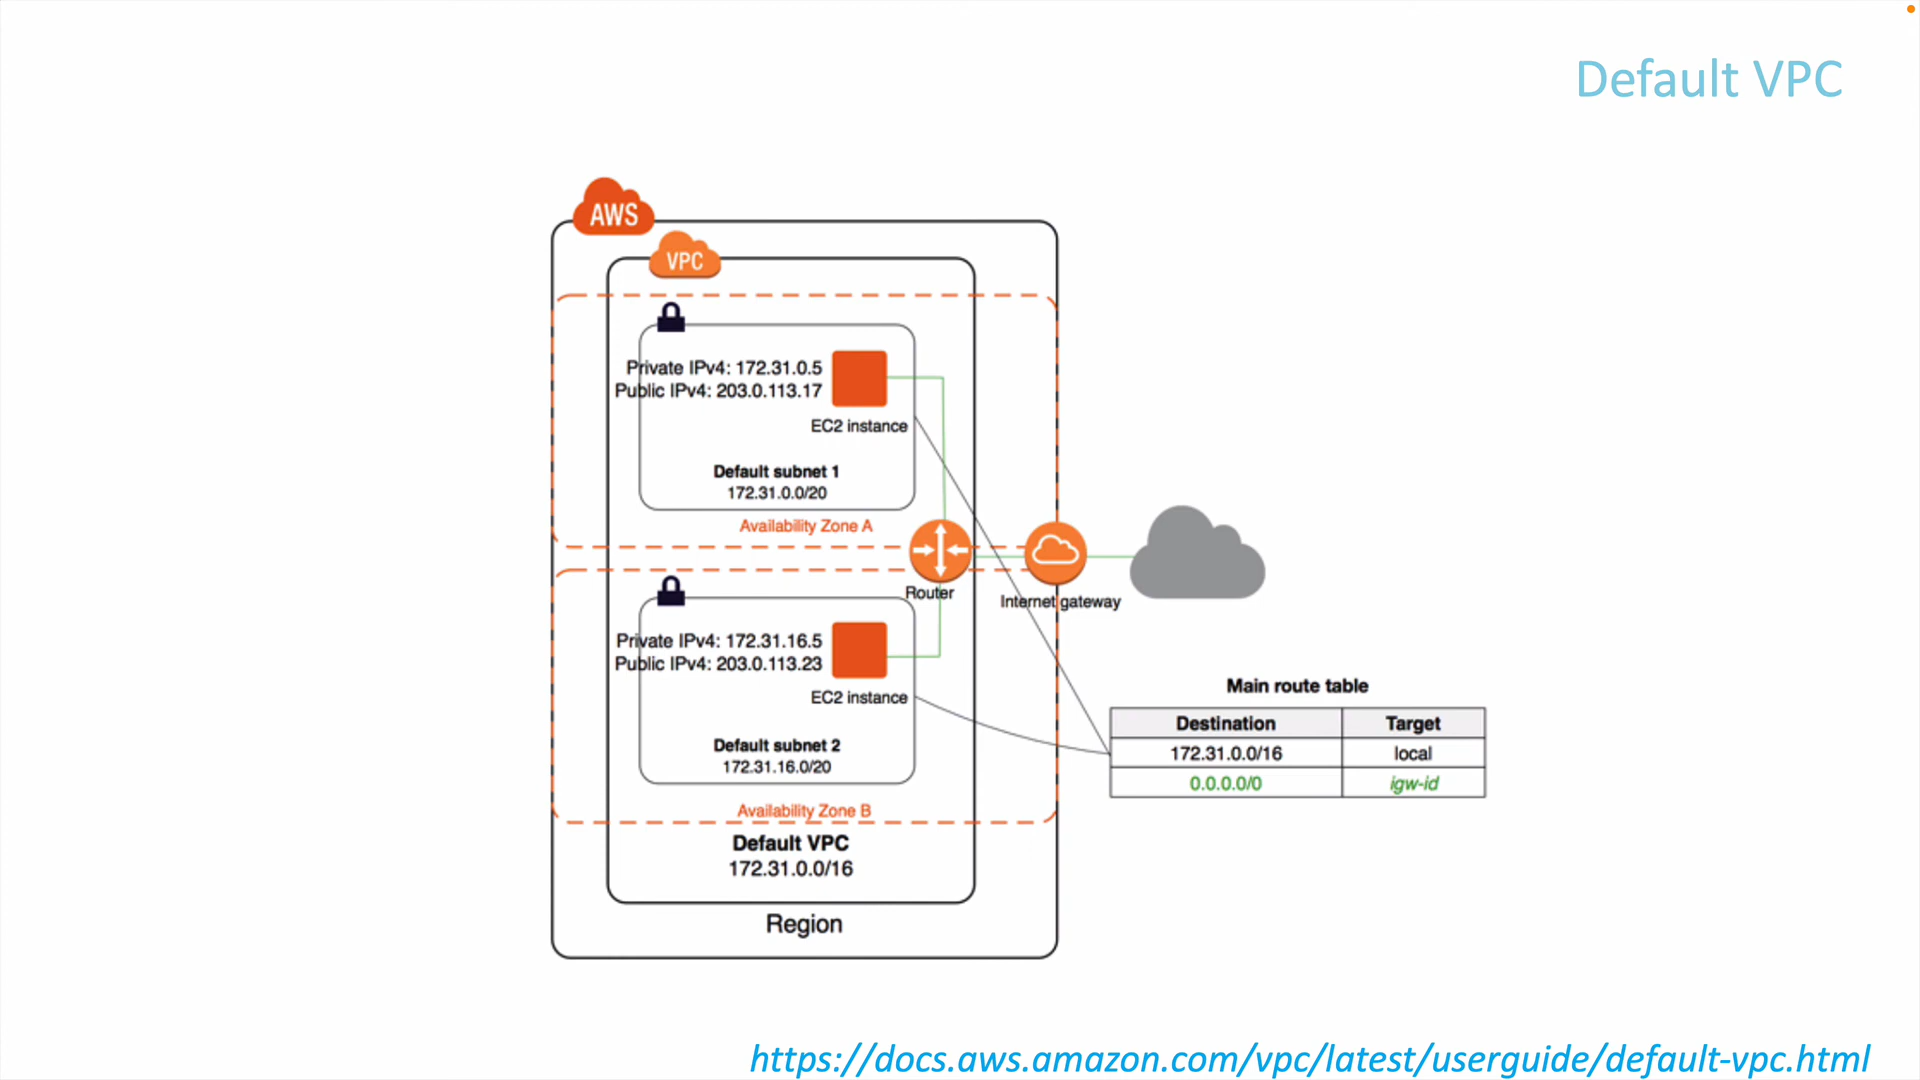 Default VPC
AWS
VPC
Private IPv4: 172.31.0.5
Public IPv4: 203.0.113.17
EC2 instance
Default subnet 1
172.31.0.0/20
Availability Zone A
Router
Internet gateway
Private IPv4: 172.31.16.5
Public IPv4: 203.0.113.23
EC2 instance
Default subnet 2
172.31.16.0/20
Availability Zone B
Default VPC
172.31.0.0/16
Region
Main route table
Destination Target
172.31.0.0/16 local
0.0.0.0/0 igw-id
https://docs.aws.amazon.com/vpc/latest/userguide/default-vpc.html